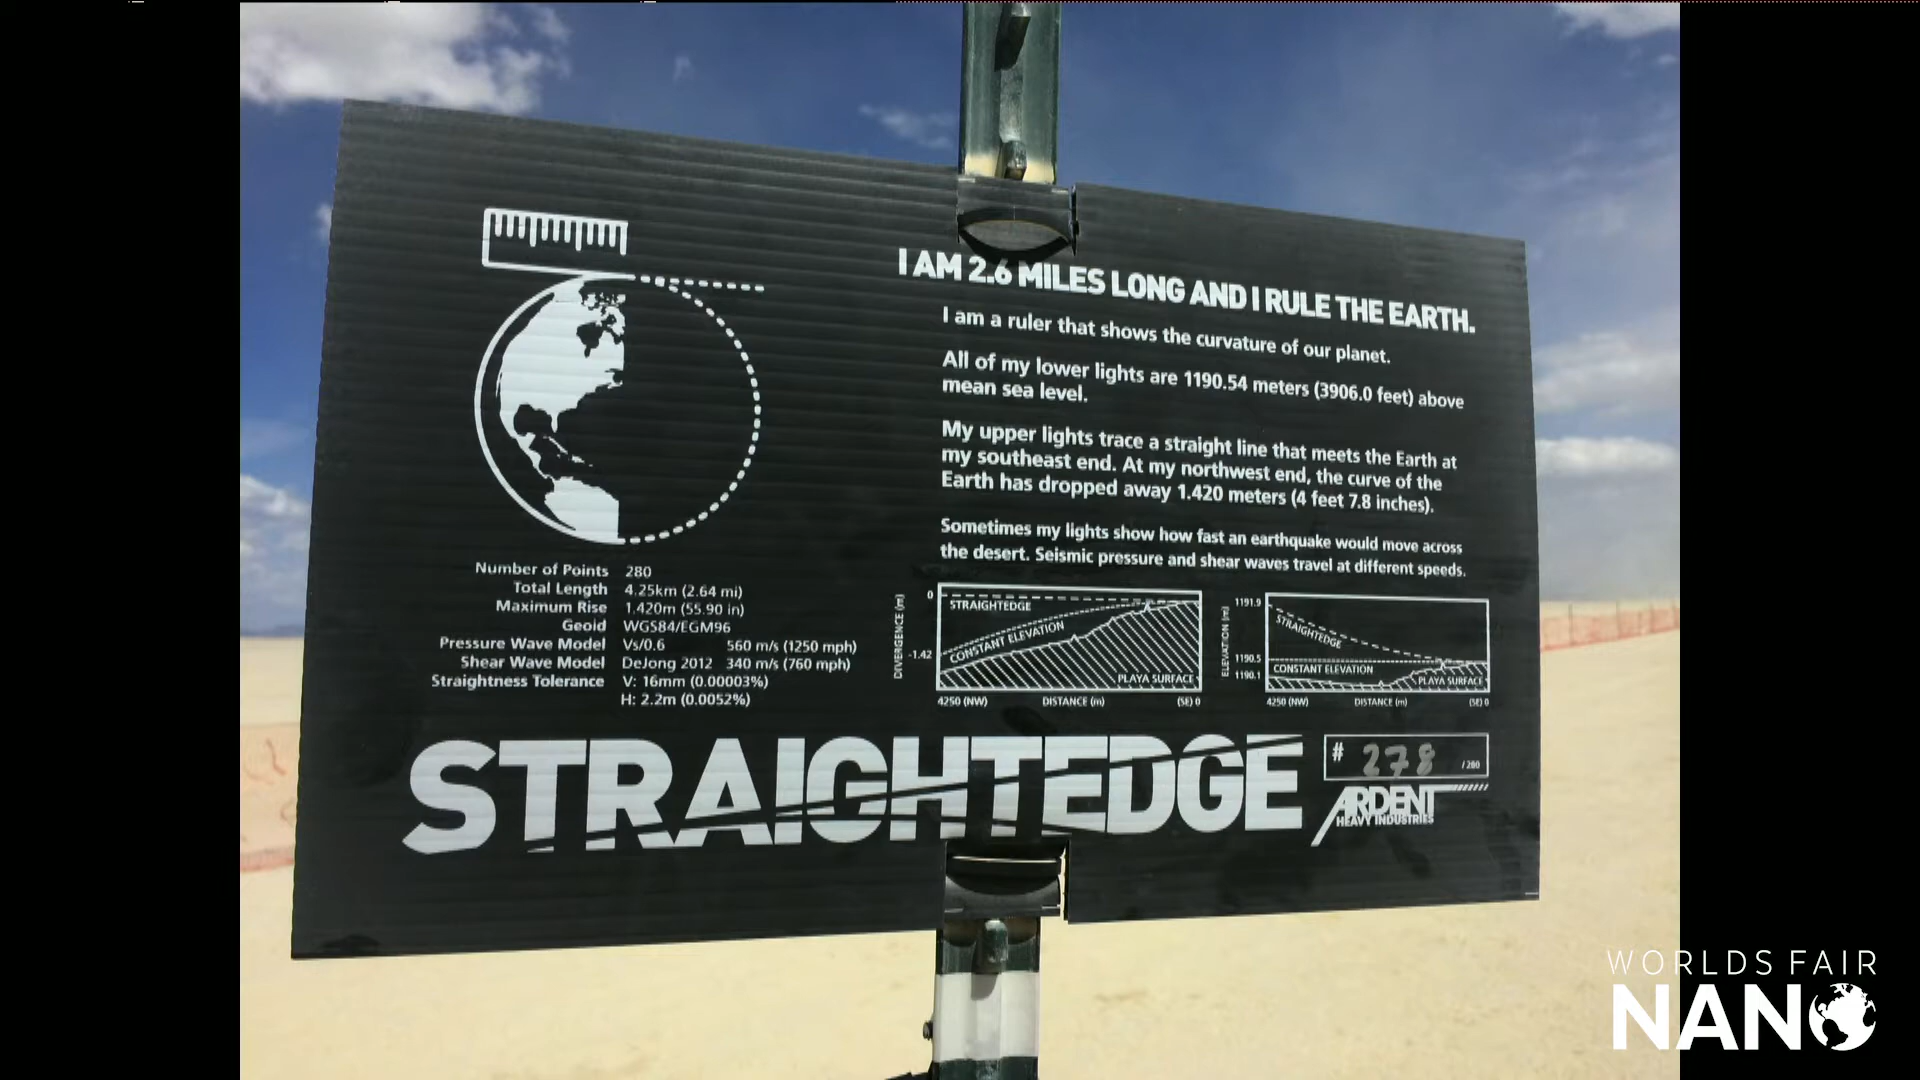 I AM 2.6 MILES LONG AND I RULE THE EARTH.
I am a ruler that shows the curvature of our planet.
All of my lower lights are 1190.54 meters (3906.0 feet) above
mean sea level.
My upper lights trace a straight line that meets the Earth at
my southeast end. At my northwest end, the curve of the
Earth has dropped away 1.420 meters (4 feet 7.8 inches).
Sometimes my lights show how fast an earthquake would move across
the desert. Seismic pressure and shear waves travel at different speeds.
Number of Points 280
Total Length 4.25km (2.64 mi)
Maximum Rise 1.420m (55.90 in)
Geoid WGS84/EGM96
Pressure Wave Model Vs/0.6 560 m/s (1250 mph)
Shear Wave Model DeJong 2012 340 m/s (760 mph)
Straightness Tolerance V: 16mm (0.00003%)
H: 2.2m (0.0052%)
DIVERGENCE (m)
0
-1.42
STRAIGHTEDGE
CONSTANT ELEVATION
PLAYA SURFACE
4250 (NW) DISTANCE (m) (SE) 0
ELEVATION (m)
1191.9
1190.5
1190.1
STRAIGHTEDGE
CONSTANT ELEVATION
PLAYA SURFACE
4250 (NW) DISTANCE (m) (SE) 0
STRAIGHTEDGE
# 278 /280
ARDENT
HEAVY INDUSTRIES
WORLDS FAIR
NANO